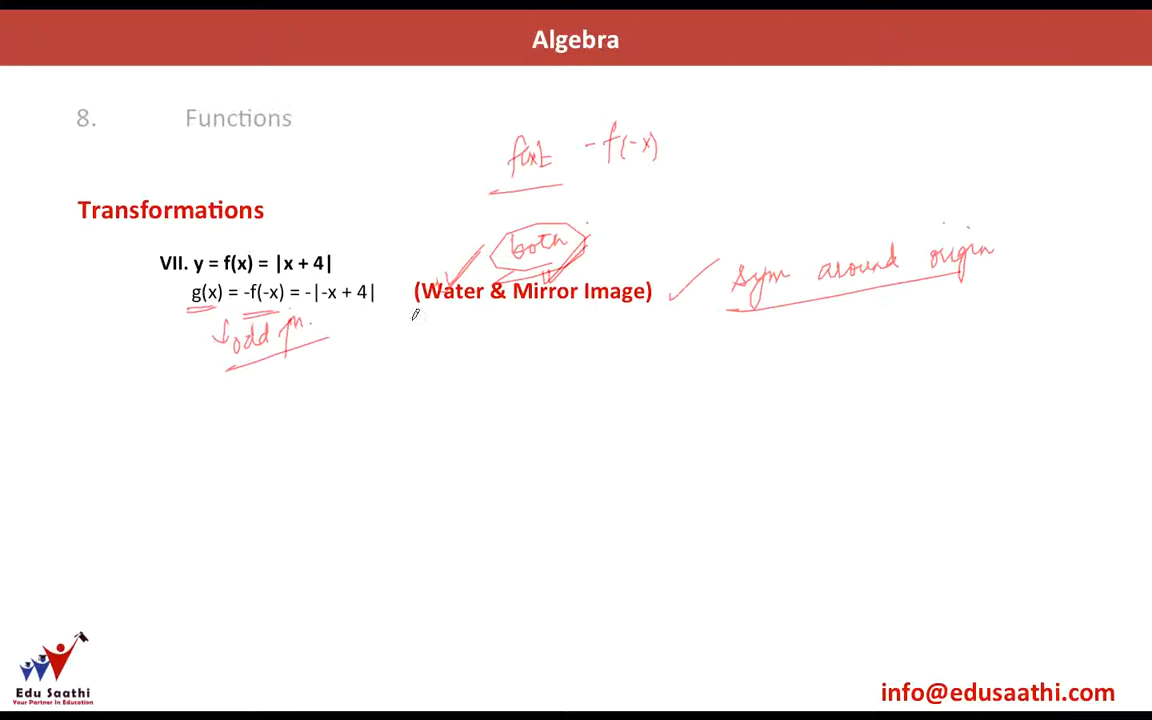 Algebra
8. Functions
f(x) = -f(-x)
Transformations
both
VII. y = f(x) = |x + 4|
sym around origin
g(x) = -f(-x) = -|-x + 4| (Water & Mirror Image)
↓ odd fn.
Edu Saathi
Your Partner in Education
info@edusaathi.com